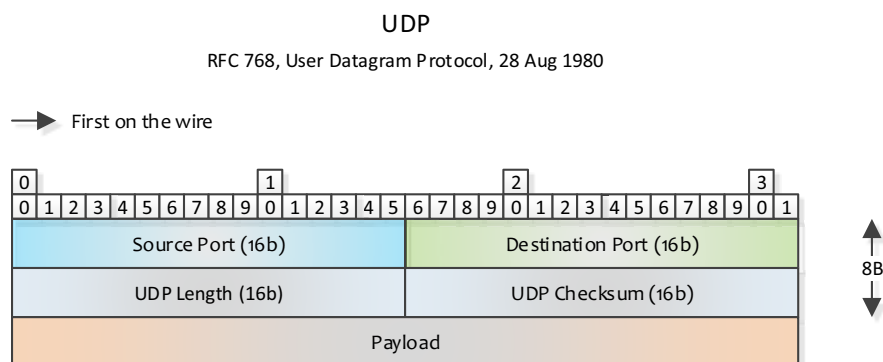 UDP
RFC 768, User Datagram Protocol, 28 Aug 1980
First on the wire
0 1 2 3
0 1 2 3 4 5 6 7 8 9 0 1 2 3 4 5 6 7 8 9 0 1 2 3 4 5 6 7 8 9 0 1
Source Port (16b) Destination Port (16b)
8B
UDP Length (16b) UDP Checksum (16b)
Payload